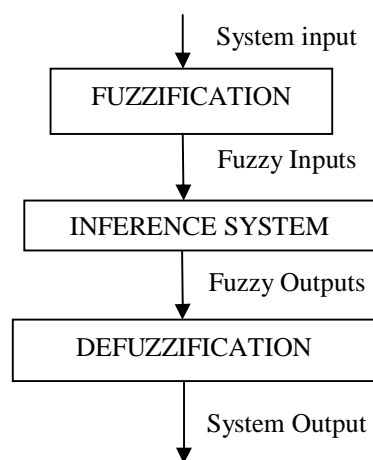 System input
FUZZIFICATION
Fuzzy Inputs
INFERENCE SYSTEM
Fuzzy Outputs
DEFUZZIFICATION
System Output